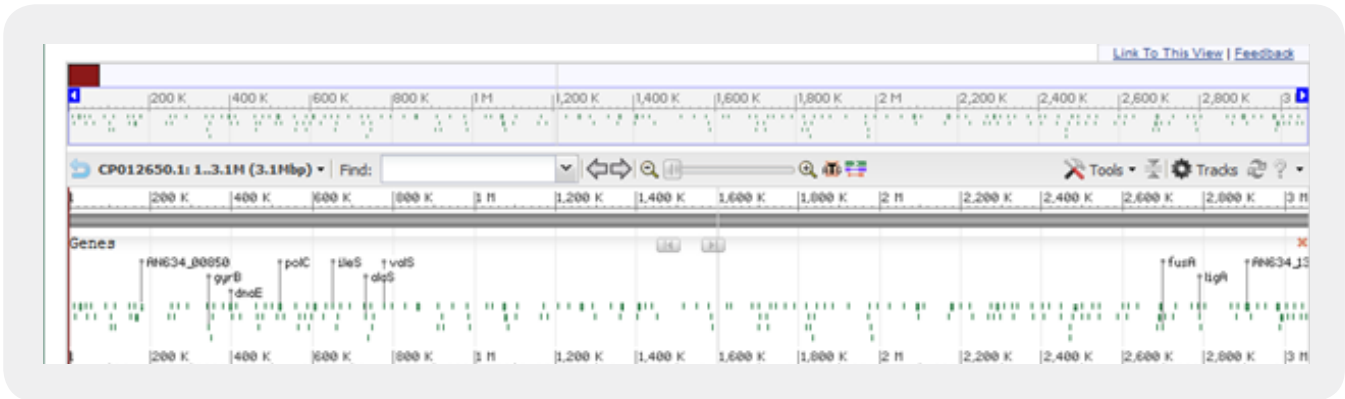 Link To This View | Feedback
200 K 400 K 600 K 800 K 1 M 1,200 K 1,400 K 1,600 K 1,800 K 2 M 2,200 K 2,400 K 2,600 K 2,800 K 3
CP012650.1: 1..3.1M (3.1Mbp) Find: Tools Tracks ?
1 200 K 400 K 600 K 800 K 1 M 1,200 K 1,400 K 1,600 K 1,800 K 2 M 2,200 K 2,400 K 2,600 K 2,800 K 3 M
Genes
AN634_00850 polC ileS valS fusA AN634_13
gyrB alaS ligA
dnaE
1 200 K 400 K 600 K 800 K 1 M 1,200 K 1,400 K 1,600 K 1,800 K 2 M 2,200 K 2,400 K 2,600 K 2,800 K 3 M